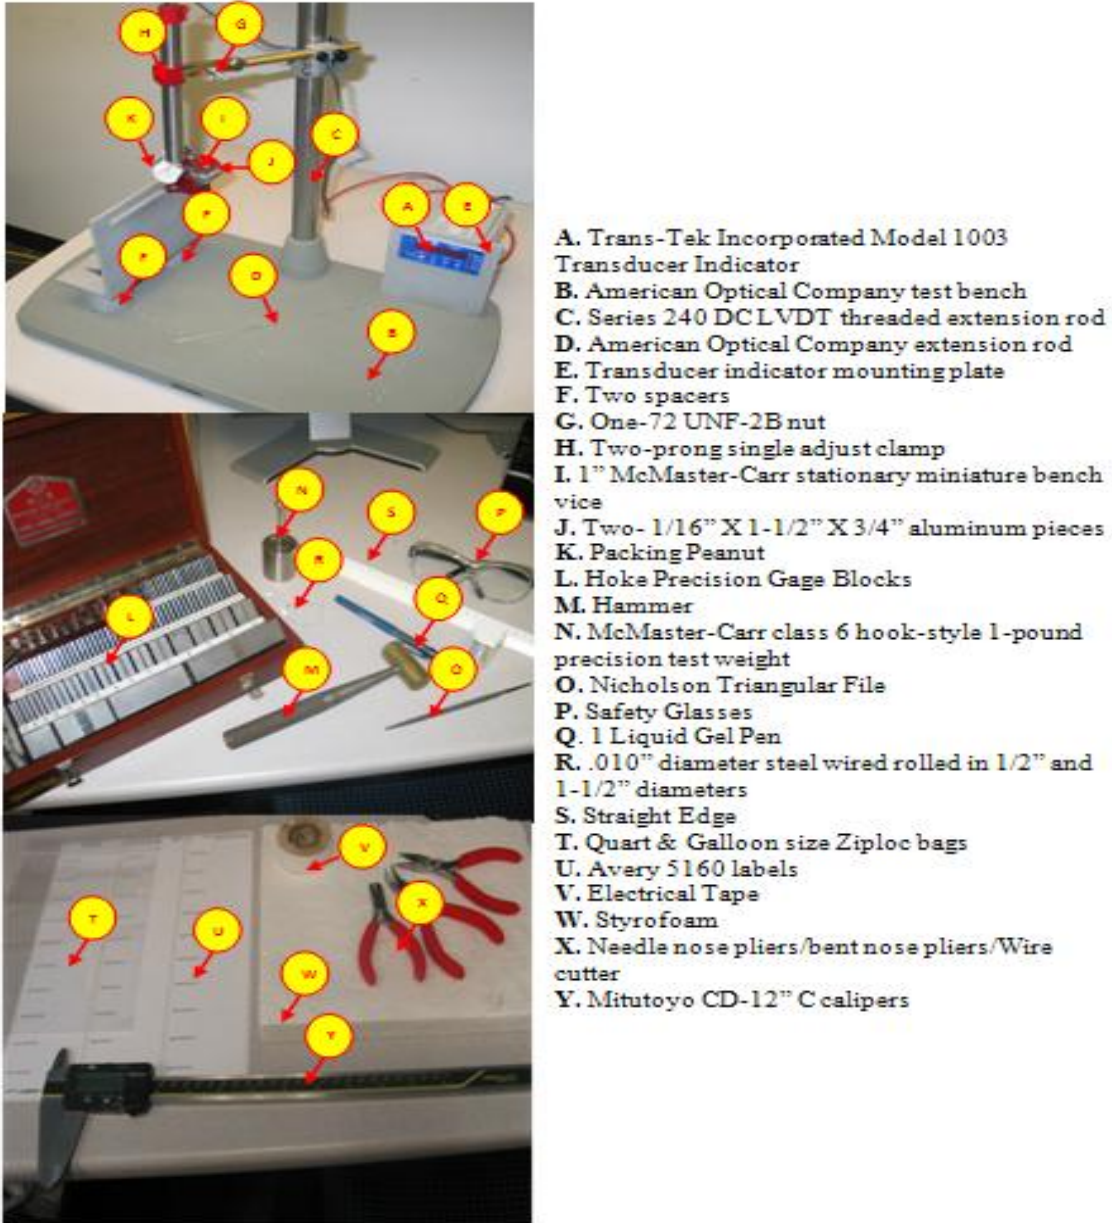 H
G
K
I
C
J
A
E
F
F
D
B
N
S
P
R
L
Q
M
O
V
T
U
X
W
Y
A. Trans-Tek Incorporated Model 1003
Transducer Indicator
B. American Optical Company test bench
C. Series 240 DC LVDT threaded extension rod
D. American Optical Company extension rod
E. Transducer indicator mounting plate
F. Two spacers
G. One-72 UNF-2B nut
H. Two-prong single adjust clamp
I. 1” McMaster-Carr stationary miniature bench
vice
J. Two- 1/16” X 1-1/2” X 3/4” aluminum pieces
K. Packing Peanut
L. Hoke Precision Gage Blocks
M. Hammer
N. McMaster-Carr class 6 hook-style 1-pound
precision test weight
O. Nicholson Triangular File
P. Safety Glasses
Q. 1 Liquid Gel Pen
R. .010” diameter steel wired rolled in 1/2” and
1-1/2” diameters
S. Straight Edge
T. Quart & Galloon size Ziploc bags
U. Avery 5160 labels
V. Electrical Tape
W. Styrofoam
X. Needle nose pliers/bent nose pliers/Wire
cutter
Y. Mitutoyo CD-12” C calipers